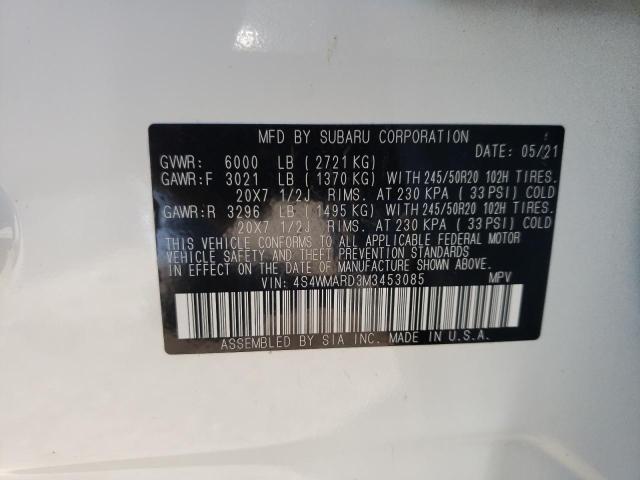 MFD BY SUBARU CORPORATION
DATE: 05/21
GVWR: 6000 LB ( 2721 KG)
GAWR:F 3021 LB ( 1370 KG) WITH 245/50R20 102H TIRES.
20X7 1/2J RIMS. AT 230 KPA ( 33 PSI) COLD
GAWR:R 3296 LB ( 1495 KG) WITH 245/50R20 102H TIRES.
20X7 1/2J RIMS. AT 230 KPA ( 33 PSI) COLD
THIS VEHICLE CONFORMS TO ALL APPLICABLE FEDERAL MOTOR
VEHICLE SAFETY AND THEFT PREVENTION STANDARDS IN EFFECT
ON THE DATE OF MANUFACTURE SHOWN ABOVE.
VIN: 4S4WMARD3M3453085 MPV
ASSEMBLED BY SIA INC. MADE IN U.S.A.